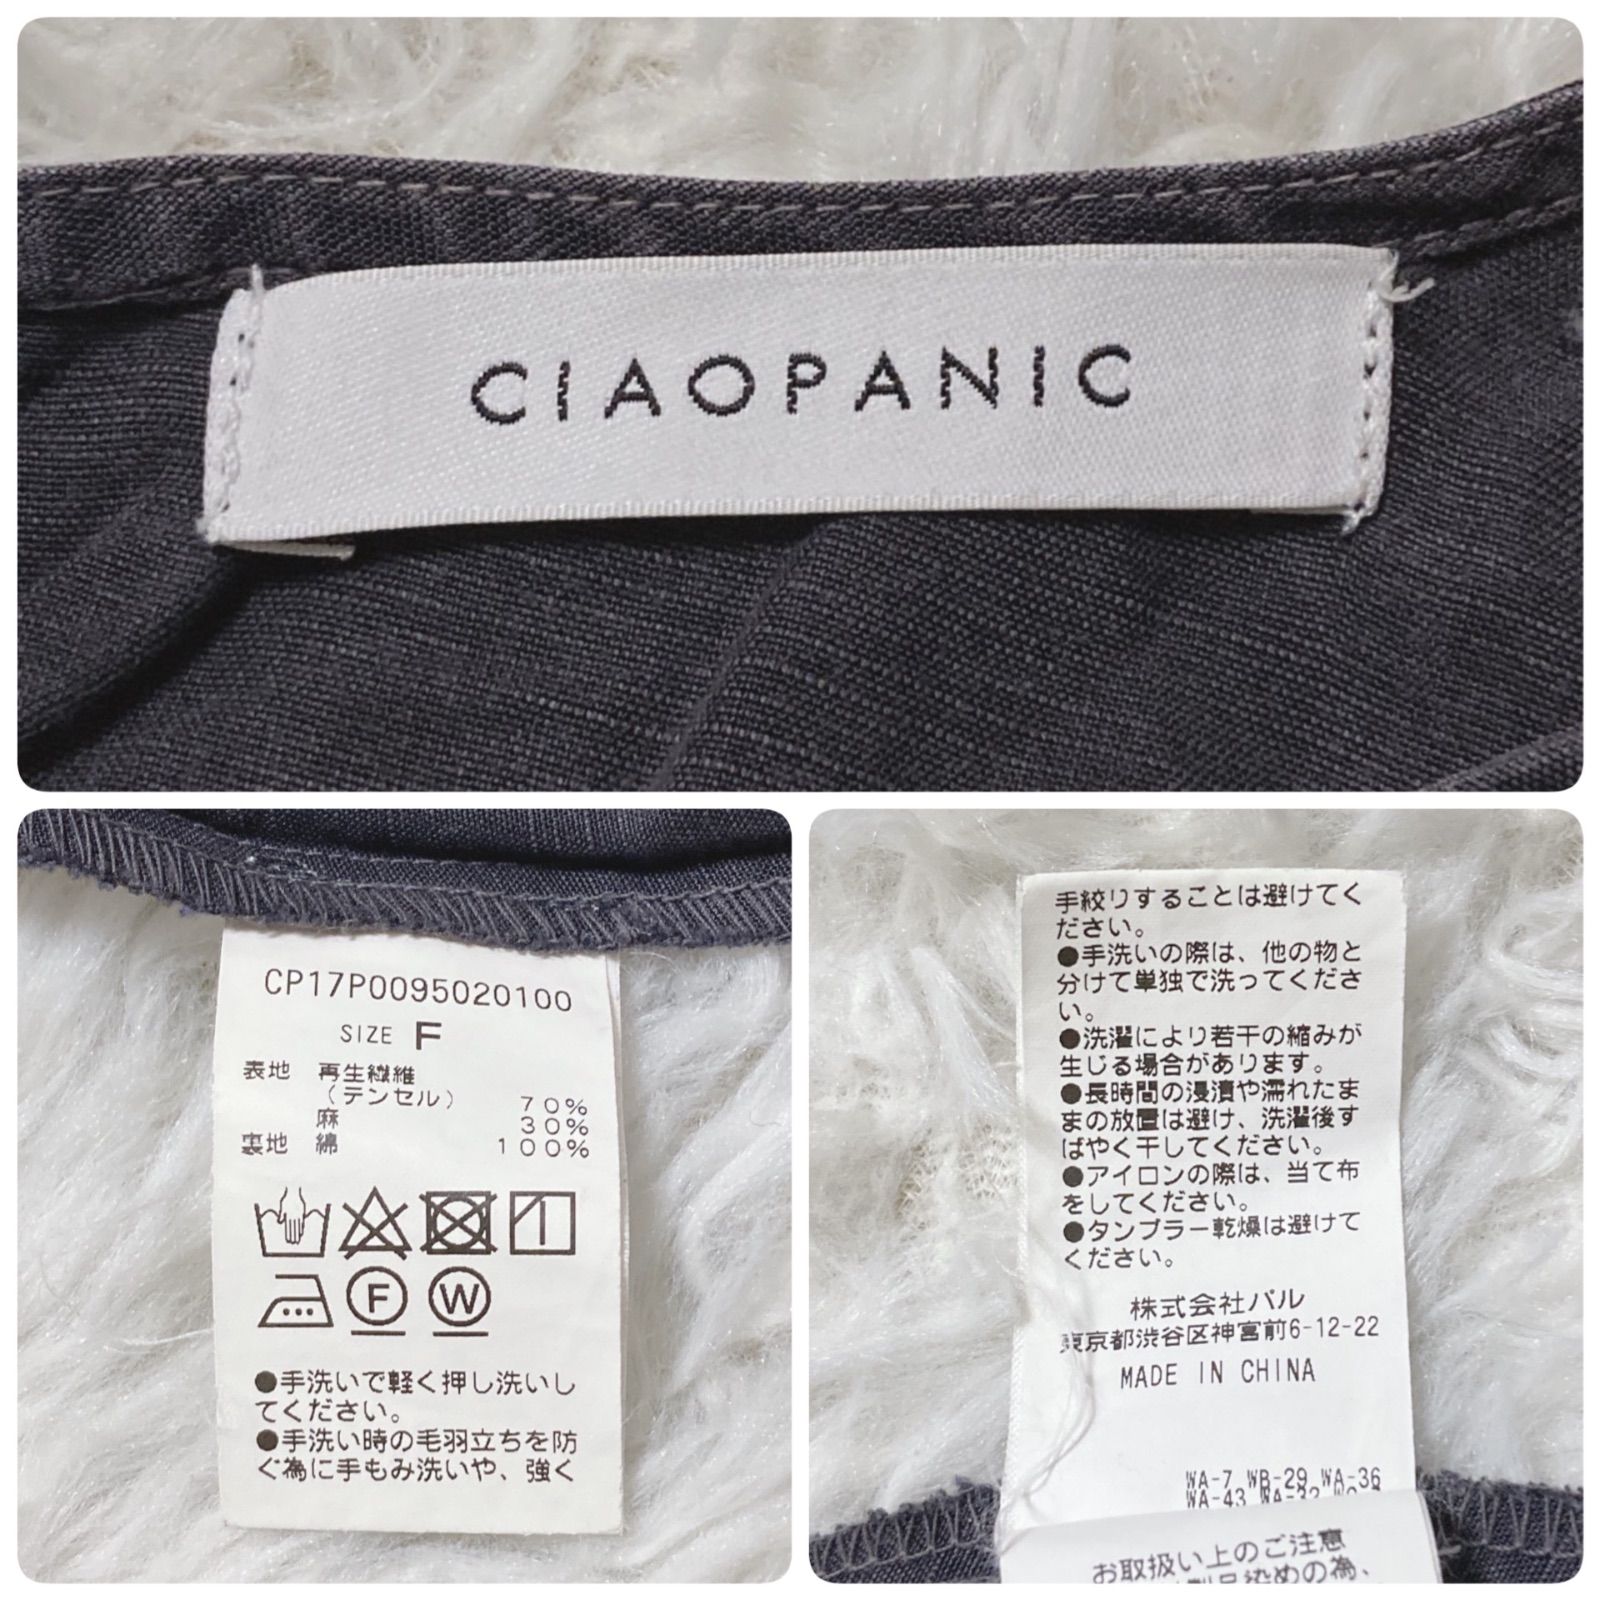 CIAOPANIC
CP17P0095020100
SIZE F
表地 再生繊維
(テンセル) 70%
麻 30%
裏地 綿 100%
F W
●手洗いで軽く押し洗いし
てください。
●手洗い時の毛羽立ちを防
ぐ為に手もみ洗いや、強く
手絞りすることは避けてく
ださい。
●手洗いの際は、他の物と
分けて単独で洗ってくださ
い。
●洗濯により若干の縮みが
生じる場合があります。
●長時間の浸漬や濡れたま
まの放置は避け、洗濯後す
ばやく干してください。
●アイロンの際は、当て布
をしてください。
●タンブラー乾燥は避けて
ください。
株式会社パル
東京都渋谷区神宮前6-12-22
MADE IN CHINA
WA-7 WB-29 WA-36
WA-43
お取扱い上のご注意
製品染めの為、